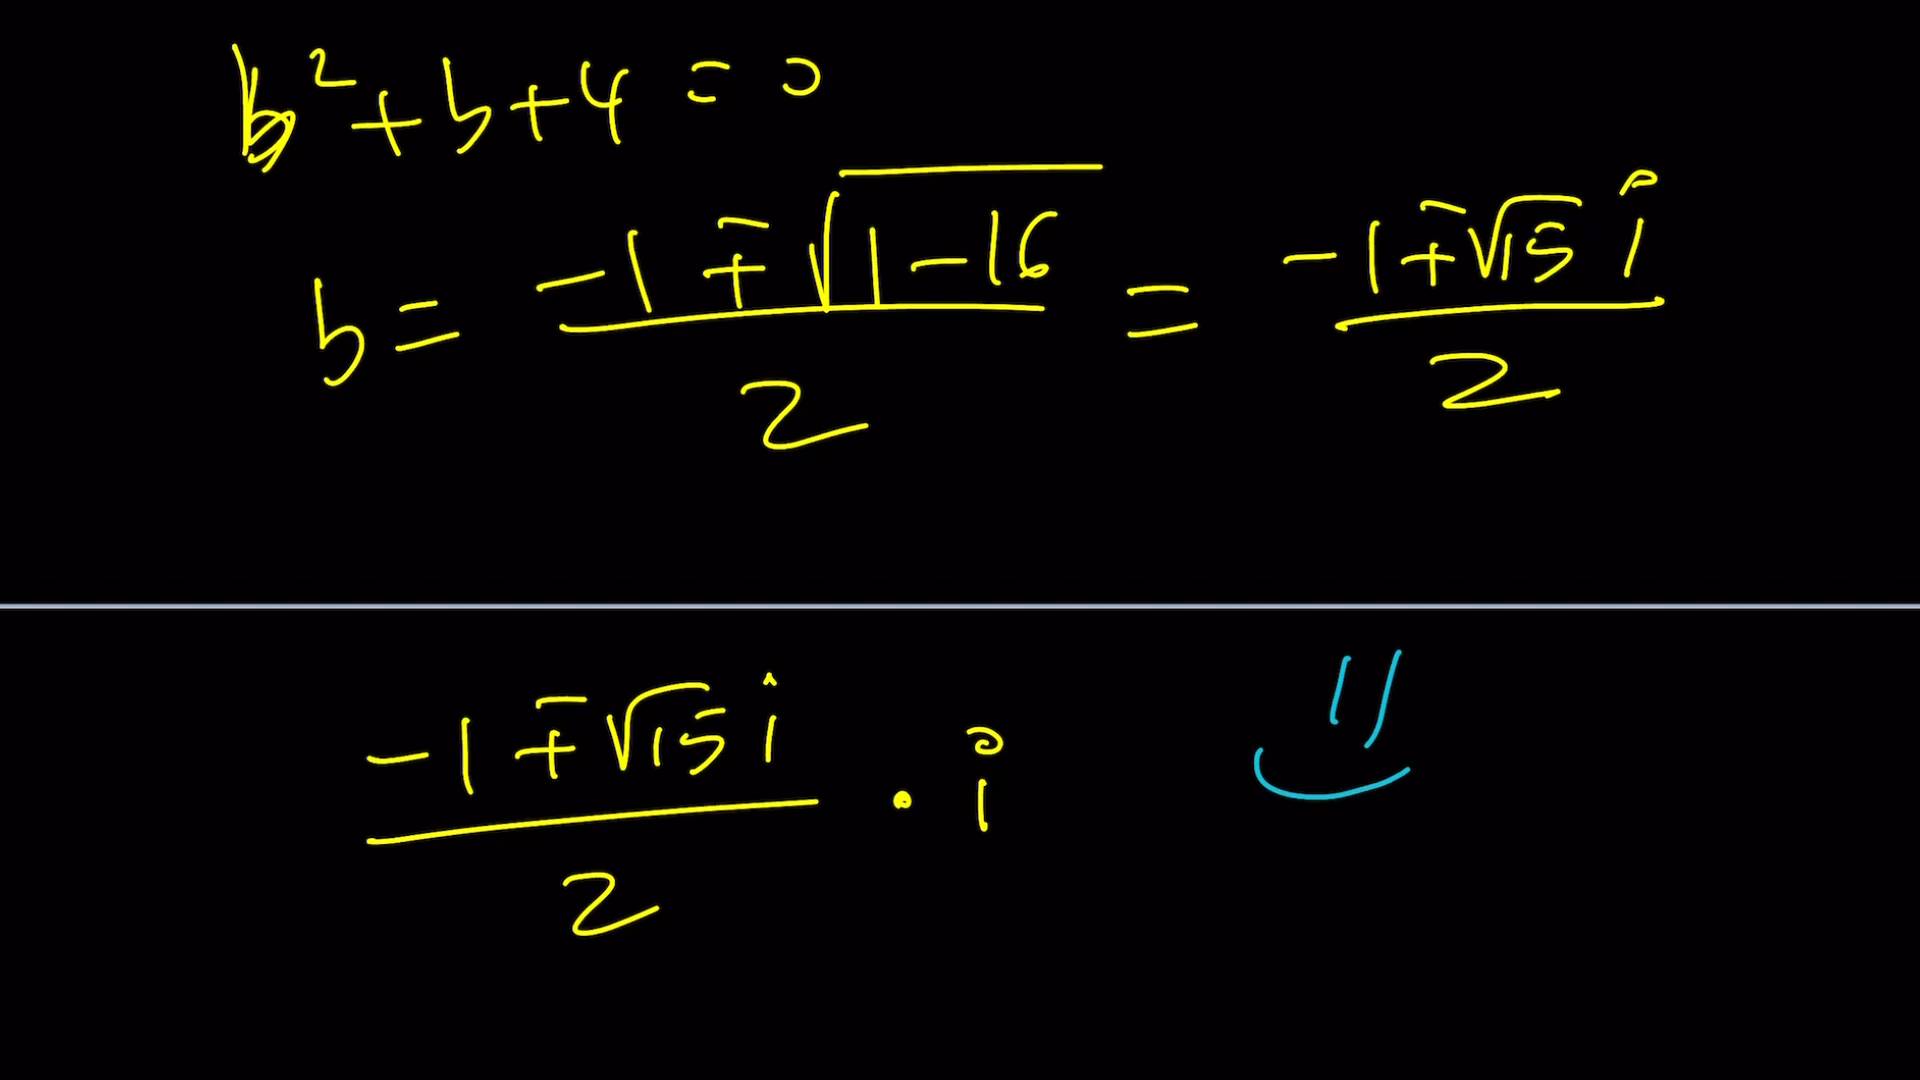 b² + b + 4 = 0
b = (-1 ∓ √(1-16))/2 = (-1 ∓ √15 i)/2
(-1 ∓ √15 i)/2 · i